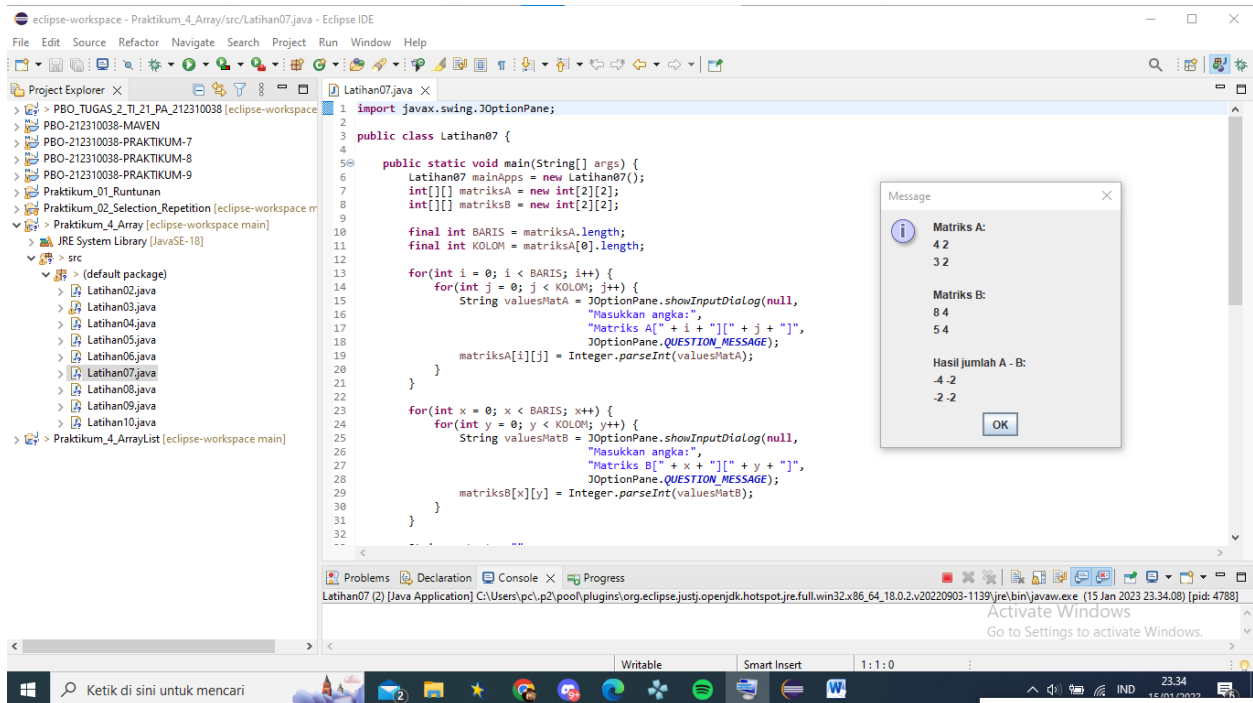 eclipse-workspace - Praktikum_4_Array/src/Latihan07.java - Eclipse IDE
File Edit Source Refactor Navigate Search Project Run Window Help
Project Explorer
> PBO_TUGAS_2_TI_21_PA_212310038 [eclipse-workspace
PBO-212310038-MAVEN
PBO-212310038-PRAKTIKUM-7
PBO-212310038-PRAKTIKUM-8
PBO-212310038-PRAKTIKUM-9
Praktikum_01_Runtunan
Praktikum_02_Selection_Repetition [eclipse-workspace m
> Praktikum_4_Array [eclipse-workspace main]
JRE System Library [JavaSE-18]
> src
> (default package)
Latihan02.java
Latihan03.java
Latihan04.java
Latihan05.java
Latihan06.java
Latihan07.java
Latihan08.java
Latihan09.java
Latihan10.java
> Praktikum_4_ArrayList [eclipse-workspace main]
Latihan07.java
1 import javax.swing.JOptionPane;
2
3 public class Latihan07 {
4
5 public static void main(String[] args) {
6 Latihan07 mainApps = new Latihan07();
7 int[][] matriksA = new int[2][2];
8 int[][] matriksB = new int[2][2];
9
10 final int BARIS = matriksA.length;
11 final int KOLOM = matriksA[0].length;
12
13 for(int i = 0; i < BARIS; i++) {
14 for(int j = 0; j < KOLOM; j++) {
15 String valuesMatA = JOptionPane.showInputDialog(null,
16 "Masukkan angka:",
17 "Matriks A[" + i + "][" + j + "]",
18 JOptionPane.QUESTION_MESSAGE);
19 matriksA[i][j] = Integer.parseInt(valuesMatA);
20 }
21 }
22
23 for(int x = 0; x < BARIS; x++) {
24 for(int y = 0; y < KOLOM; y++) {
25 String valuesMatB = JOptionPane.showInputDialog(null,
26 "Masukkan angka:",
27 "Matriks B[" + x + "][" + y + "]",
28 JOptionPane.QUESTION_MESSAGE);
29 matriksB[x][y] = Integer.parseInt(valuesMatB);
30 }
31 }
32
Message
Matriks A:
4 2
3 2
Matriks B:
8 4
5 4
Hasil jumlah A - B:
-4 -2
-2 -2
OK
Problems Declaration Console Progress
Latihan07 (2) [Java Application] C:\Users\pc\.p2\pool\plugins\org.eclipse.justj.openjdk.hotspot.jre.full.win32.x86_64_18.0.2.v20220903-1139\jre\bin\javaw.exe (15 Jan 2023 23.34.08) [pid: 4788]
Activate Windows
Go to Settings to activate Windows.
Writable Smart Insert 1 : 1 : 0
Ketik di sini untuk mencari
2
IND
23.34
6